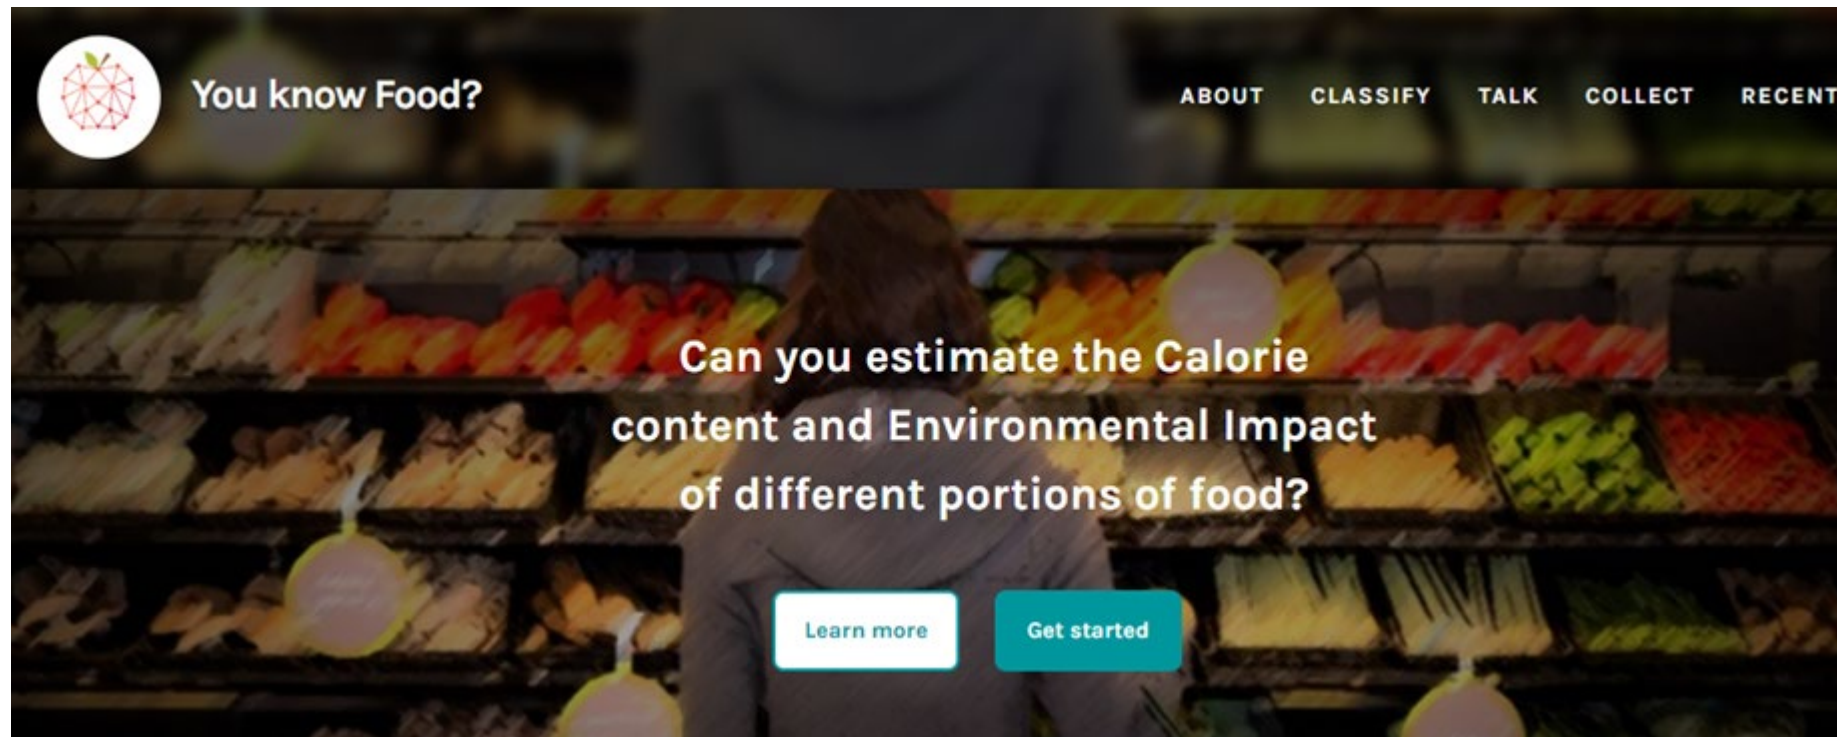 You know Food?
ABOUT CLASSIFY TALK COLLECT RECENT
Can you estimate the Calorie
content and Environmental Impact
of different portions of food?
Learn more Get started